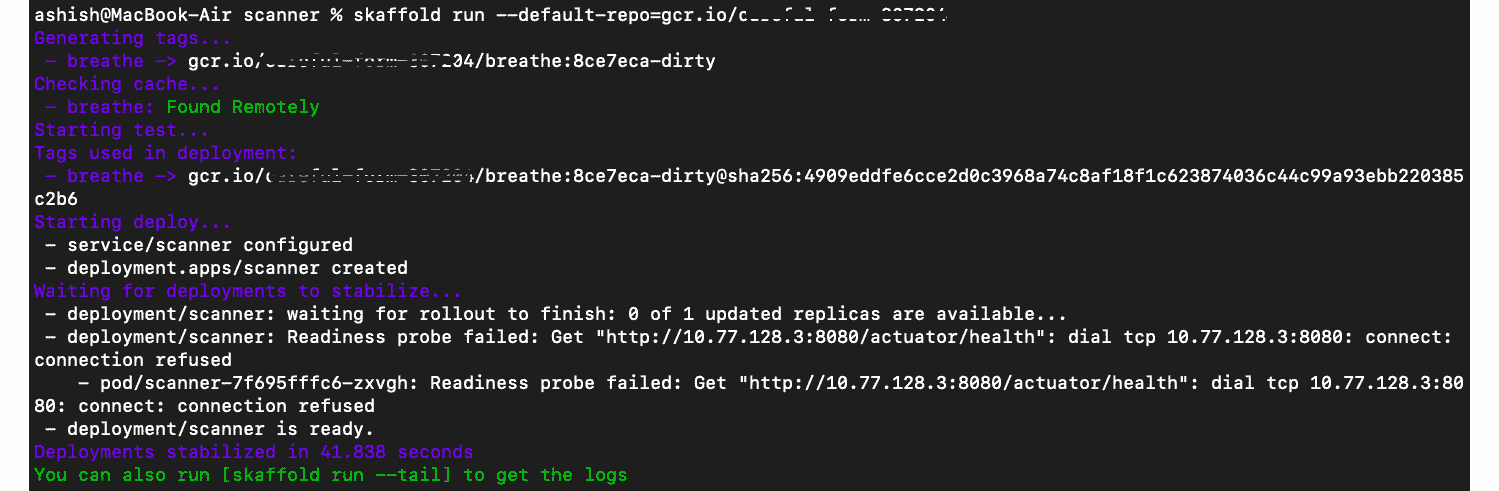 ashish@MacBook-Air scanner % skaffold run --default-repo=gcr.io/
Generating tags...
- breathe -> gcr.io/ 04/breathe:8ce7eca-dirty
Checking cache...
- breathe: Found Remotely
Starting test...
Tags used in deployment:
- breathe -> gcr.io/ /breathe:8ce7eca-dirty@sha256:4909eddfe6cce2d0c3968a74c8af18f1c623874036c44c99a93ebb220385
c2b6
Starting deploy...
- service/scanner configured
- deployment.apps/scanner created
Waiting for deployments to stabilize...
- deployment/scanner: waiting for rollout to finish: 0 of 1 updated replicas are available...
- deployment/scanner: Readiness probe failed: Get "http://10.77.128.3:8080/actuator/health": dial tcp 10.77.128.3:8080: connect:
connection refused
- pod/scanner-7f695fffc6-zxvgh: Readiness probe failed: Get "http://10.77.128.3:8080/actuator/health": dial tcp 10.77.128.3:80
80: connect: connection refused
- deployment/scanner is ready.
Deployments stabilized in 41.838 seconds
You can also run [skaffold run --tail] to get the logs